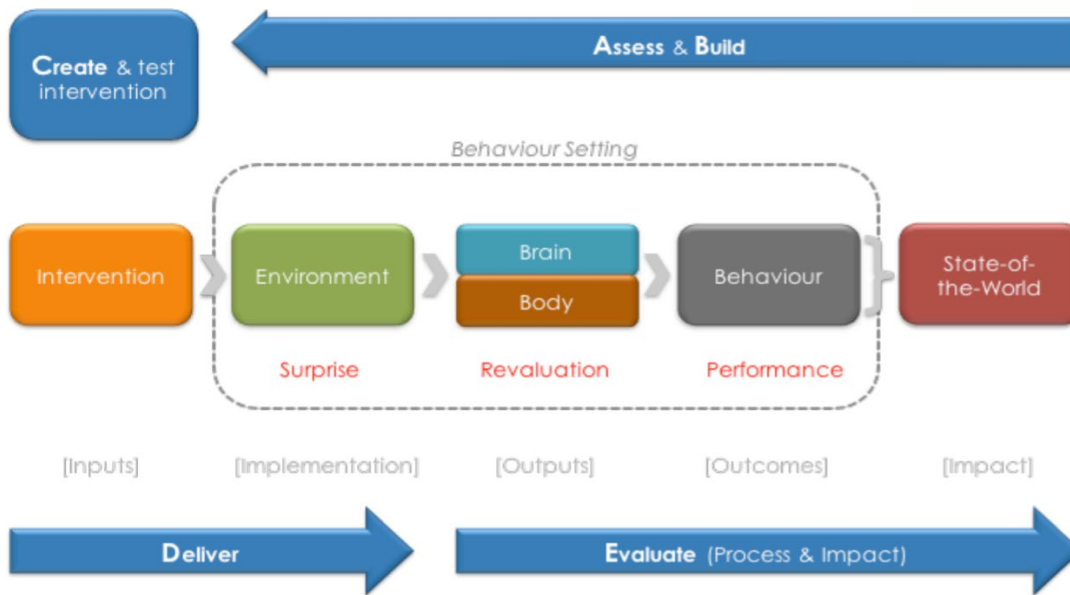 Create & test
intervention
Assess & Build
Behaviour Setting
Intervention
Environment
Brain
Body
Behaviour
State-of-
the-World
Surprise
Revaluation
Performance
[Inputs]
[Implementation]
[Outputs]
[Outcomes]
[Impact]
Deliver
Evaluate (Process & Impact)